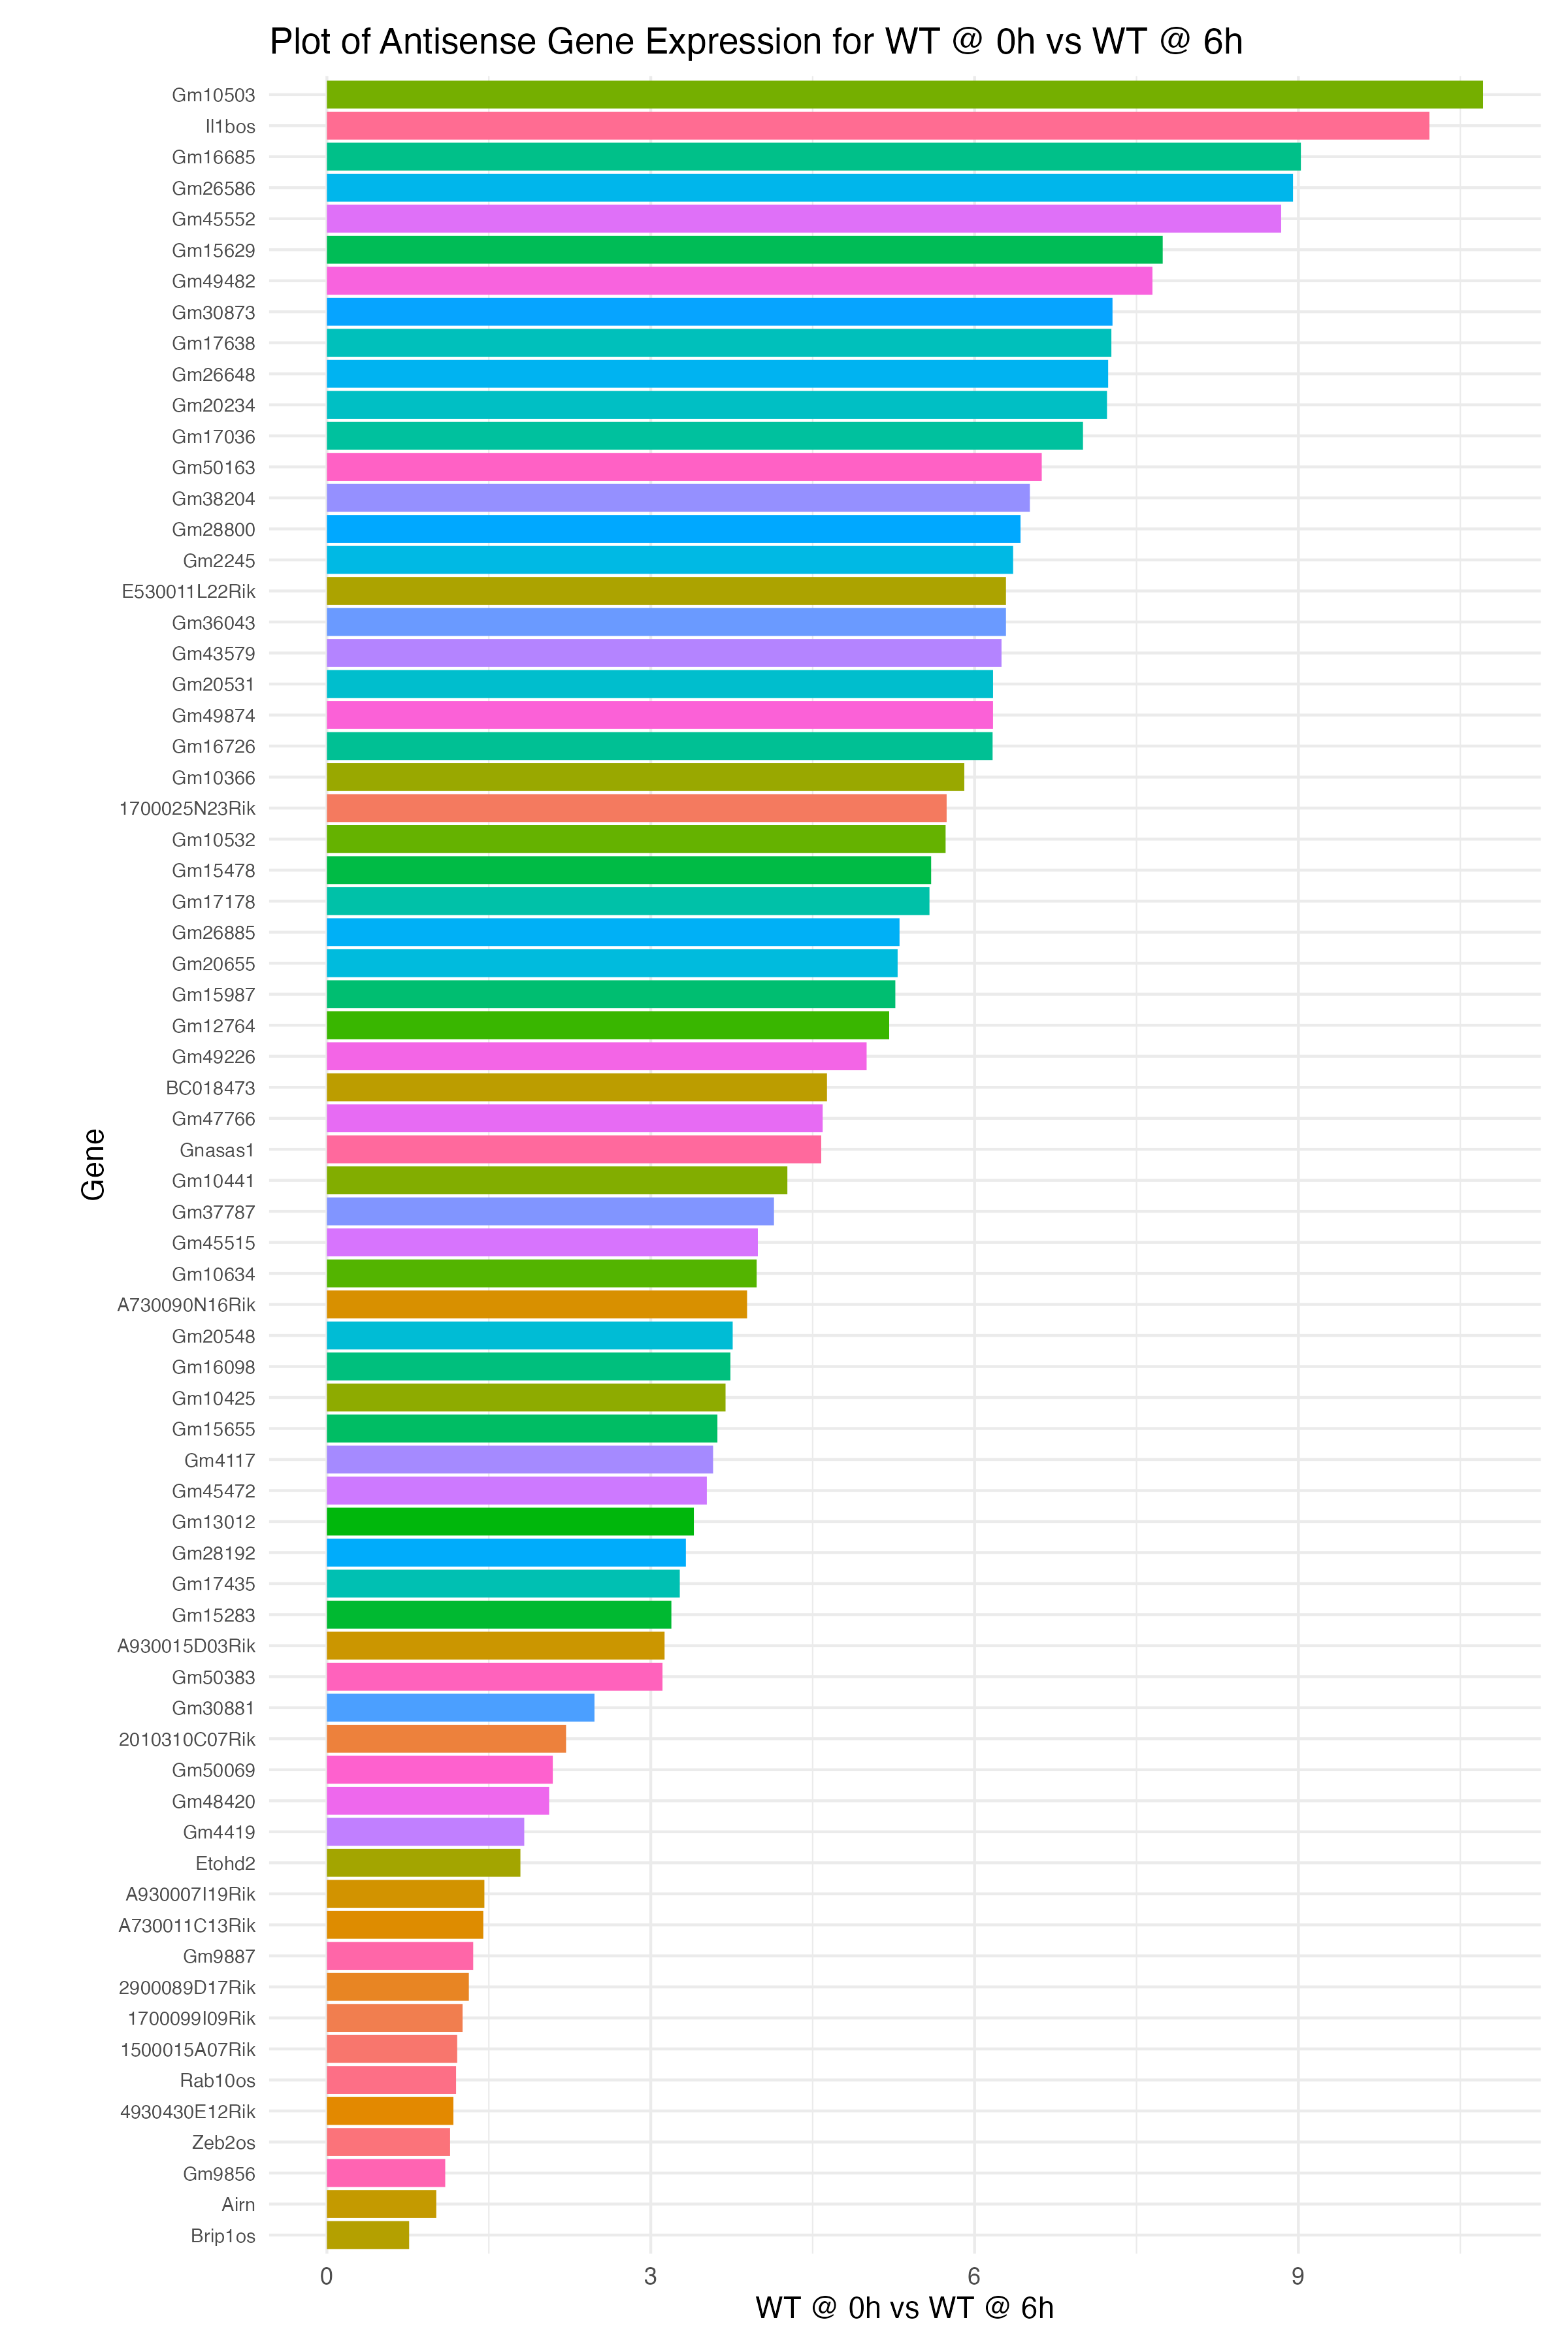 Plot of Antisense Gene Expression for WT @ 0h vs WT @ 6h
Gm10503
Il1bos
Gm16685
Gm26586
Gm45552
Gm15629
Gm49482
Gm30873
Gm17638
Gm26648
Gm20234
Gm17036
Gm50163
Gm38204
Gm28800
Gm2245
E530011L22Rik
Gm36043
Gm43579
Gm20531
Gm49874
Gm16726
Gm10366
1700025N23Rik
Gm10532
Gm15478
Gm17178
Gm26885
Gm20655
Gm15987
Gm12764
Gm49226
BC018473
Gm47766
Gnasas1
Gm10441
Gm37787
Gm45515
Gm10634
A730090N16Rik
Gm20548
Gm16098
Gm10425
Gm15655
Gm4117
Gm45472
Gm13012
Gm28192
Gm17435
Gm15283
A930015D03Rik
Gm50383
Gm30881
2010310C07Rik
Gm50069
Gm48420
Gm4419
Etohd2
A930007I19Rik
A730011C13Rik
Gm9887
2900089D17Rik
1700099I09Rik
1500015A07Rik
Rab10os
4930430E12Rik
Zeb2os
Gm9856
Airn
Brip1os
Gene
0 3 6 9
WT @ 0h vs WT @ 6h